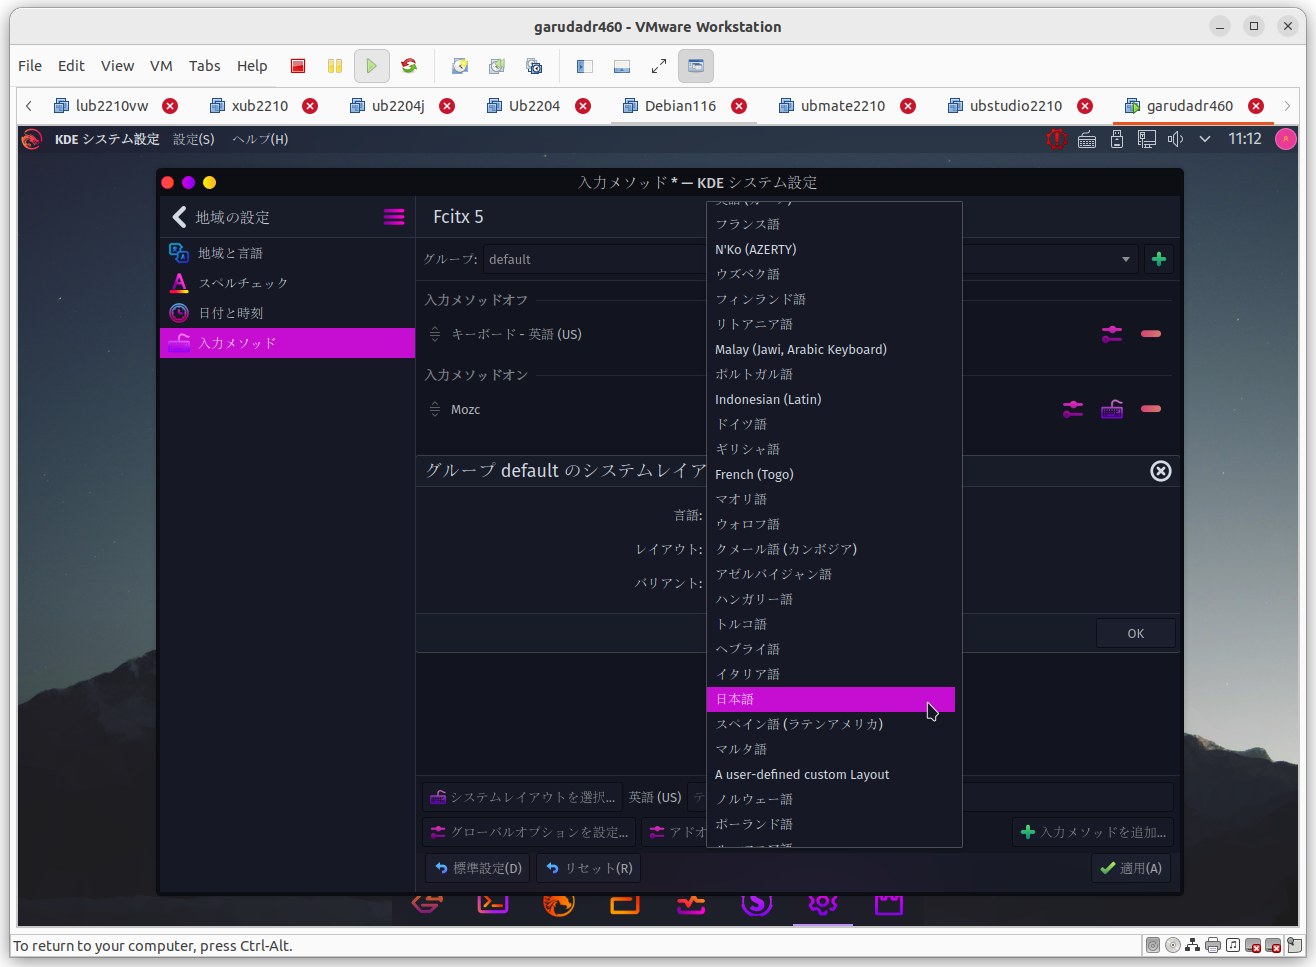 garudadr460 - VMware Workstation
File Edit View VM Tabs Help
lub2210vw xub2210 ub2204j Ub2204 Debian116 ubmate2210 ubstudio2210 garudadr460
KDE システム設定 設定(S) ヘルプ(H) 11:12
入力メソッド * — KDE システム設定
地域の設定
地域と言語
スペルチェック
日付と時刻
入力メソッド
Fcitx 5
グループ: default
入力メソッドオフ
キーボード - 英語 (US)
入力メソッドオン
Mozc
グループ default のシステムレイア
言語:
レイアウト:
バリアント:
OK
フランス語
N'Ko (AZERTY)
ウズベク語
フィンランド語
リトアニア語
Malay (Jawi, Arabic Keyboard)
ポルトガル語
Indonesian (Latin)
ドイツ語
ギリシャ語
French (Togo)
マオリ語
ウォロフ語
クメール語 (カンボジア)
アゼルバイジャン語
ハンガリー語
トルコ語
ヘブライ語
イタリア語
日本語
スペイン語 (ラテンアメリカ)
マルタ語
A user-defined custom Layout
ノルウェー語
ポーランド語
システムレイアウトを選択... 英語 (US) テ
グローバルオプションを設定... アドオ 入力メソッドを追加...
標準設定(D) リセット(R) 適用(A)
To return to your computer, press Ctrl-Alt.